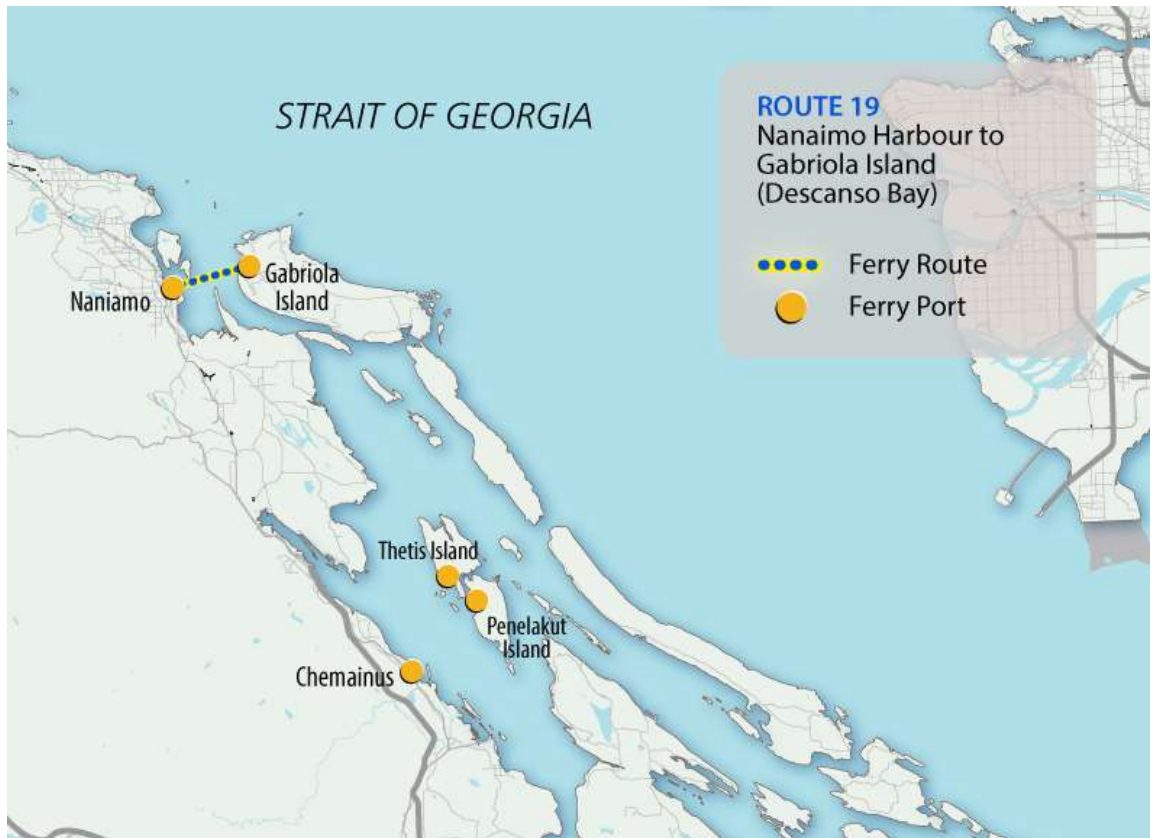 STRAIT OF GEORGIA
ROUTE 19
Nanaimo Harbour to
Gabriola Island
(Descanso Bay)
Ferry Route
Ferry Port
Gabriola
Island
Naniamo
Thetis Island
Penelakut
Island
Chemainus